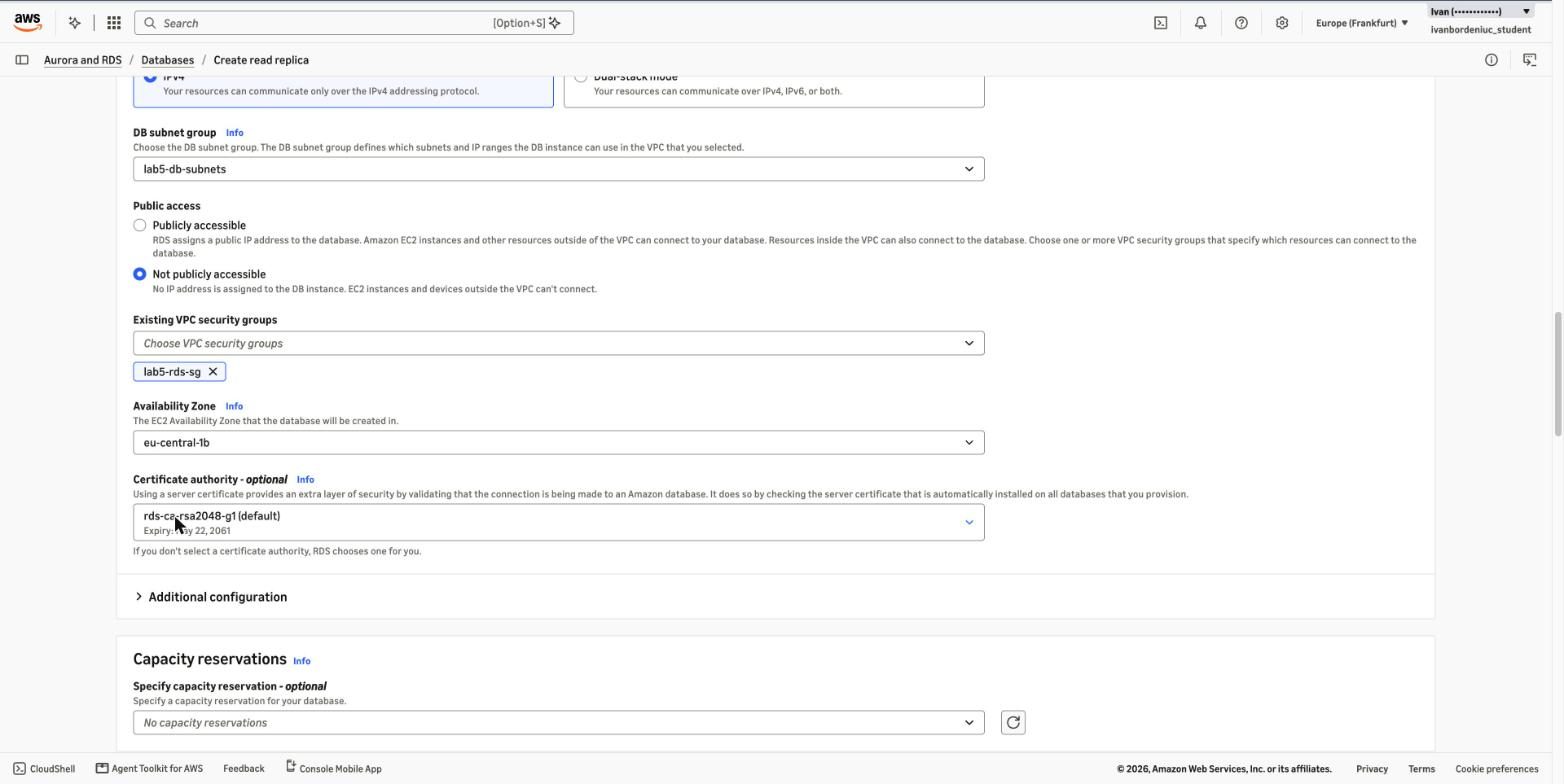 aws
Search
[Option+S]
Europe (Frankfurt)
Ivan (••••••••••••)
ivanbordeniuc_student
Aurora and RDS / Databases / Create read replica
IPv4
Dual-stack mode
Your resources can communicate only over the IPv4 addressing protocol.
Your resources can communicate over IPv4, IPv6, or both.
DB subnet group Info
Choose the DB subnet group. The DB subnet group defines which subnets and IP ranges the DB instance can use in the VPC that you selected.
lab5-db-subnets
Public access
Publicly accessible
RDS assigns a public IP address to the database. Amazon EC2 instances and other resources outside of the VPC can connect to your database. Resources inside the VPC can also connect to the database. Choose one or more VPC security groups that specify which resources can connect to the
database.
Not publicly accessible
No IP address is assigned to the DB instance. EC2 instances and devices outside the VPC can't connect.
Existing VPC security groups
Choose VPC security groups
lab5-rds-sg
Availability Zone Info
The EC2 Availability Zone that the database will be created in.
eu-central-1b
Certificate authority - optional Info
Using a server certificate provides an extra layer of security by validating that the connection is being made to an Amazon database. It does so by checking the server certificate that is automatically installed on all databases that you provision.
rds-ca-rsa2048-g1 (default)
Expiry: May 22, 2061
If you don't select a certificate authority, RDS chooses one for you.
Additional configuration
Capacity reservations Info
Specify capacity reservation - optional
Specify a capacity reservation for your database.
No capacity reservations
CloudShell
Agent Toolkit for AWS
Feedback
Console Mobile App
© 2026, Amazon Web Services, Inc. or its affiliates.
Privacy
Terms
Cookie preferences